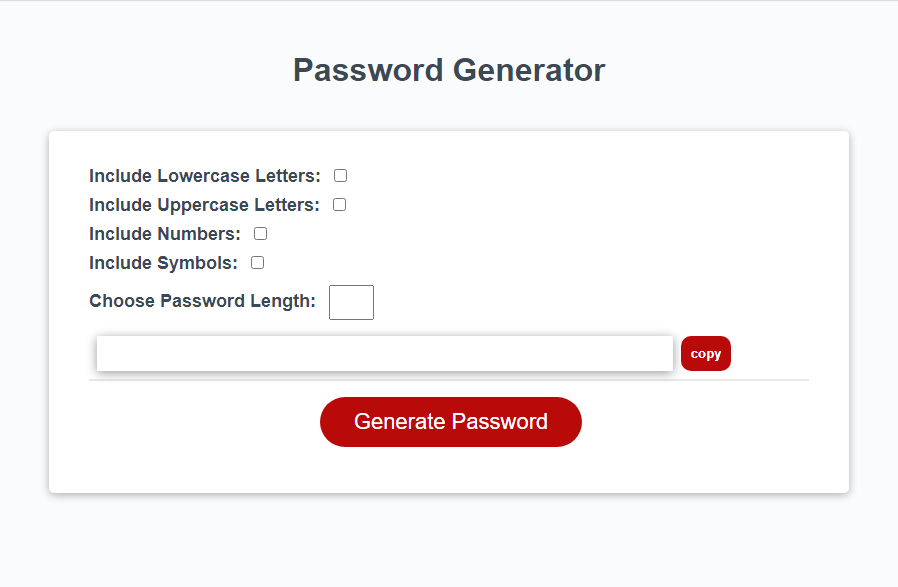 Password Generator
Include Lowercase Letters:
Include Uppercase Letters:
Include Numbers:
Include Symbols:
Choose Password Length:
copy
Generate Password